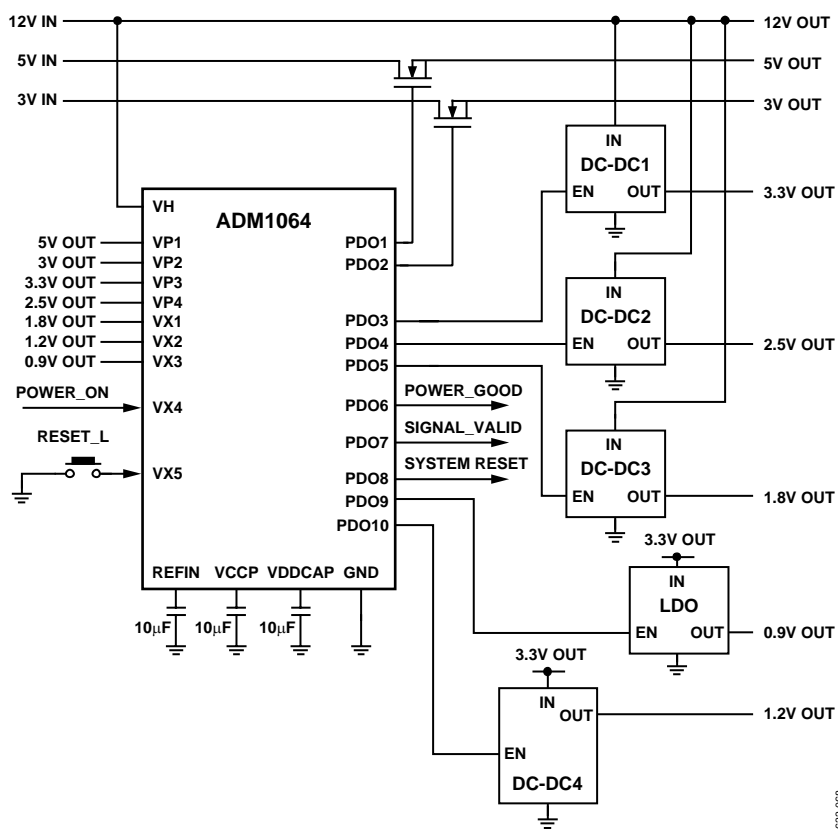 12V IN
12V OUT
5V IN
5V OUT
3V IN
3V OUT
IN
DC-DC1
EN OUT
3.3V OUT
VH
ADM1064
5V OUT VP1
PDO1
3V OUT VP2
PDO2
3.3V OUT VP3
2.5V OUT VP4
1.8V OUT VX1
PDO3
1.2V OUT VX2
PDO4
0.9V OUT VX3
PDO5
IN
DC-DC2
EN OUT
2.5V OUT
POWER_ON
VX4
PDO6
POWER_GOOD
PDO7
SIGNAL_VALID
RESET_L
VX5
PDO8
SYSTEM RESET
PDO9
PDO10
IN
DC-DC3
EN OUT
1.8V OUT
REFIN VCCP VDDCAP GND
10μF 10μF 10μF
3.3V OUT
IN
LDO
EN OUT
0.9V OUT
3.3V OUT
IN
OUT
1.2V OUT
EN
DC-DC4